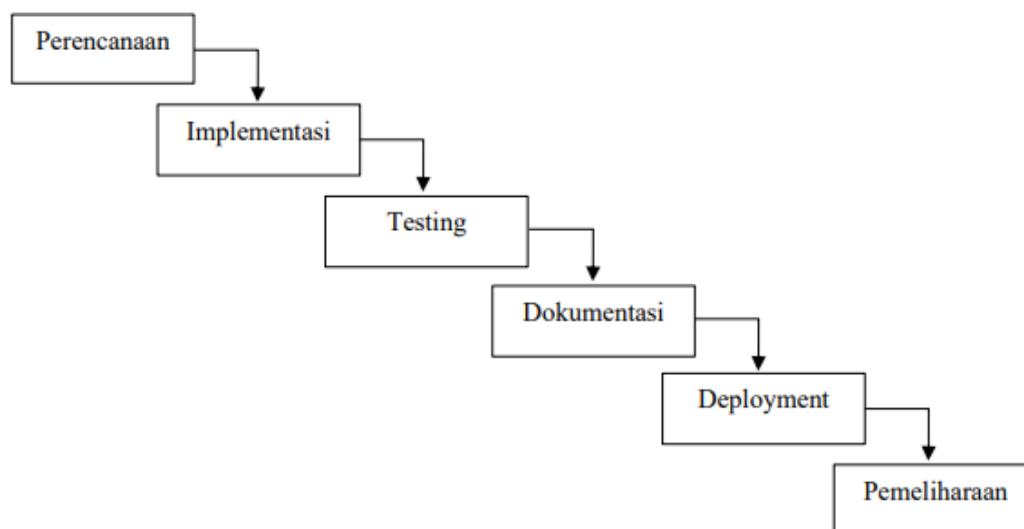 Perencanaan
Implementasi
Testing
Dokumentasi
Deployment
Pemeliharaan